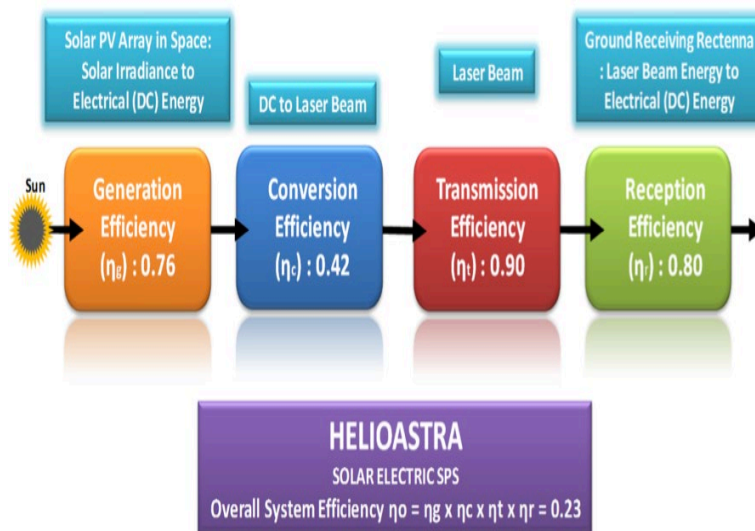 Solar PV Array in Space:
Solar Irradiance to
Electrical (DC) Energy
DC to Laser Beam
Laser Beam
Ground Receiving Rectenna
: Laser Beam Energy to
Electrical (DC) Energy
Sun
Generation
Efficiency
(ηg) : 0.76
Conversion
Efficiency
(ηc) : 0.42
Transmission
Efficiency
(ηt) : 0.90
Reception
Efficiency
(ηr) : 0.80
HELIOASTRA
SOLAR ELECTRIC SPS
Overall System Efficiency ηo = ηg x ηc x ηt x ηr = 0.23